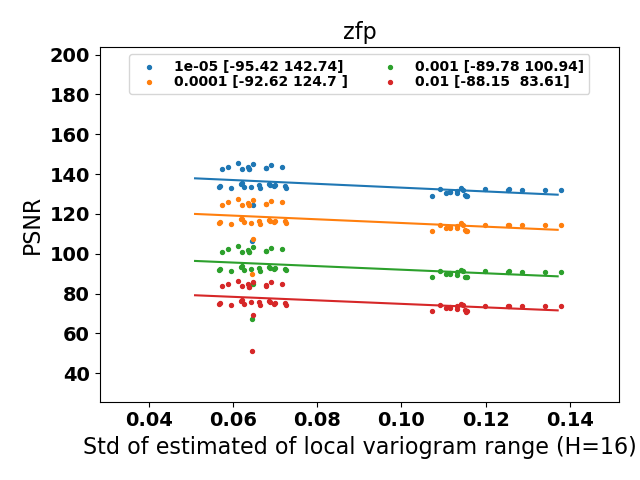 zfp
1e-05 [-95.42 142.74]
0.0001 [-92.62 124.7 ]
0.001 [-89.78 100.94]
0.01 [-88.15  83.61]
PSNR
200
180
160
140
120
100
80
60
40
0.04 0.06 0.08 0.10 0.12 0.14
Std of estimated of local variogram range (H=16)